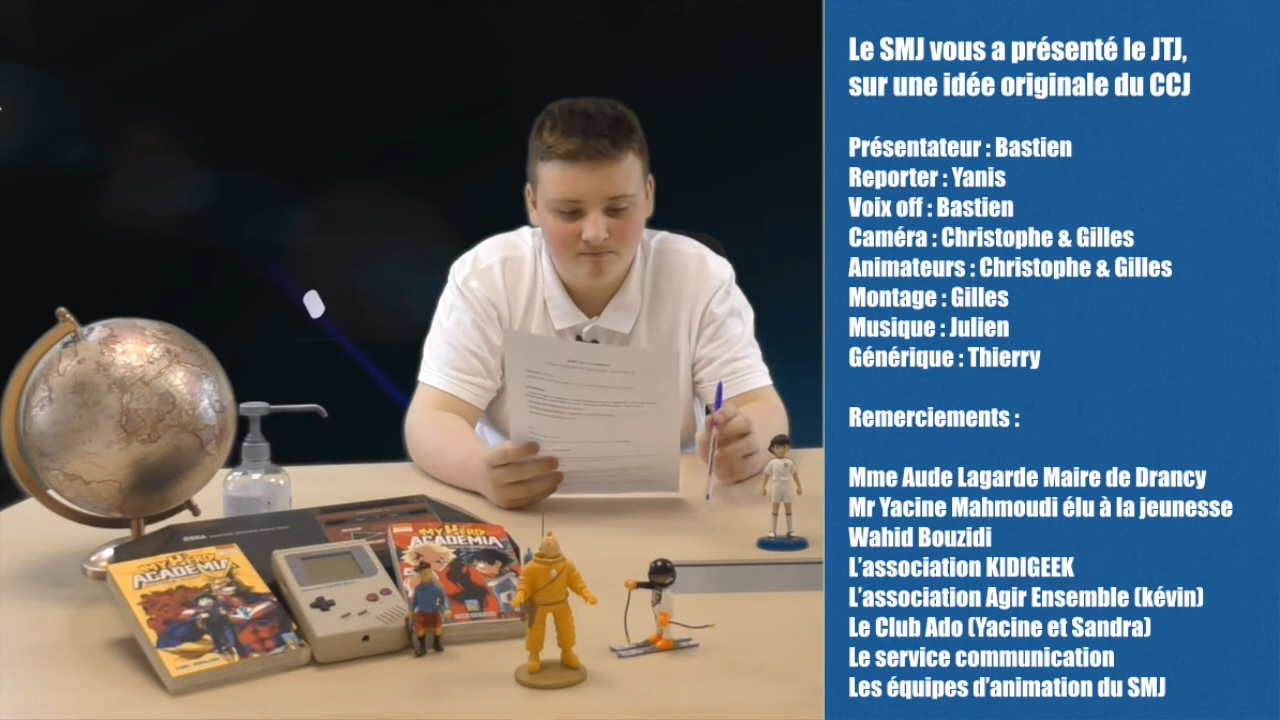 Le SMJ vous a présenté le JTJ,
sur une idée originale du CCJ
Présentateur : Bastien
Reporter : Yanis
Voix off : Bastien
Caméra : Christophe & Gilles
Animateurs : Christophe & Gilles
Montage : Gilles
Musique : Julien
Générique : Thierry
Remerciements :
Mme Aude Lagarde Maire de Drancy
Mr Yacine Mahmoudi élu à la jeunesse
Wahid Bouzidi
L'association KIDIGEEK
L'association Agir Ensemble (kévin)
Le Club Ado (Yacine et Sandra)
Le service communication
Les équipes d'animation du SMJ
SEGA
MY HERO
ACADEMIA
MY HERO
ACADEMIA